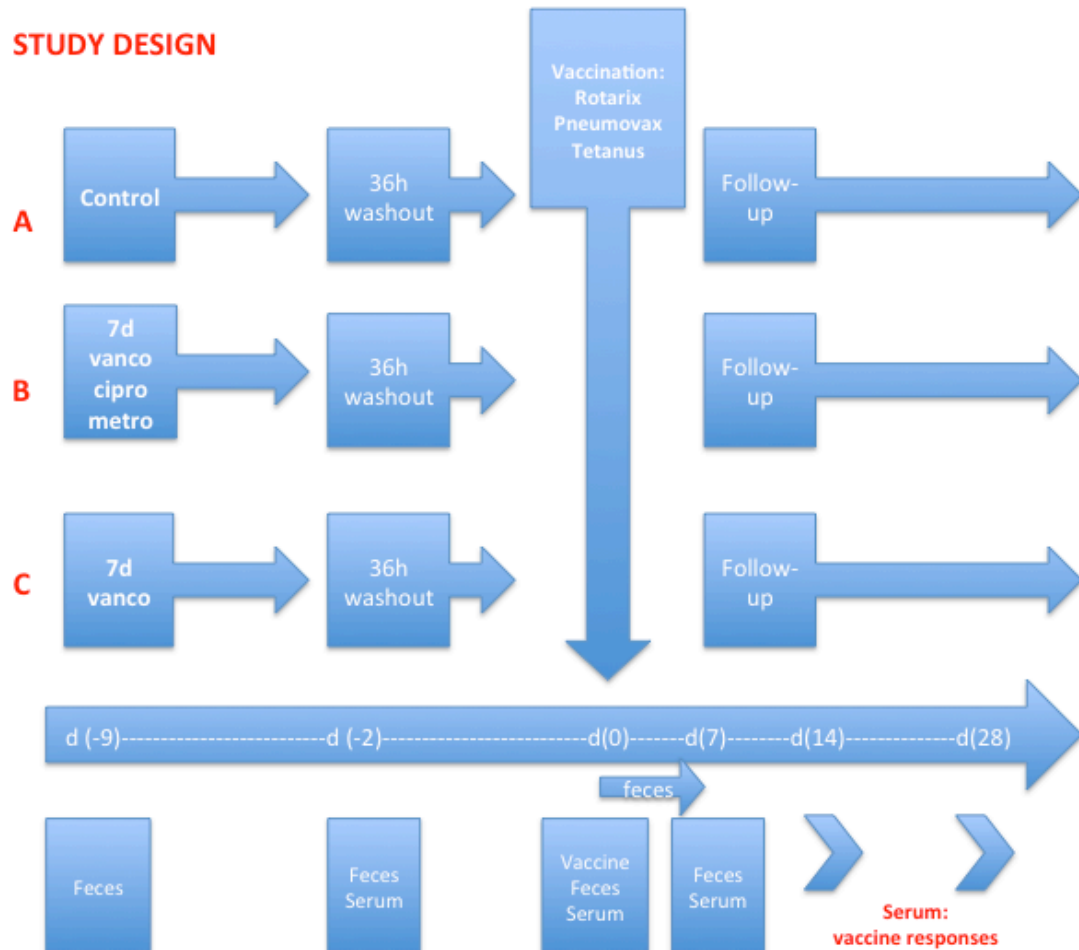 STUDY DESIGN
Vaccination:
Rotarix
Pneumovax
Tetanus
A
Control
36h
washout
Follow-
up
B
7d
vanco
cipro
metro
36h
washout
Follow-
up
C
7d
vanco
36h
washout
Follow-
up
d (-9)--------------------------d (-2)--------------------------d(0)-------d(7)--------d(14)--------------d(28)
feces
Feces
Feces
Serum
Vaccine
Feces
Serum
Feces
Serum
Serum:
vaccine responses